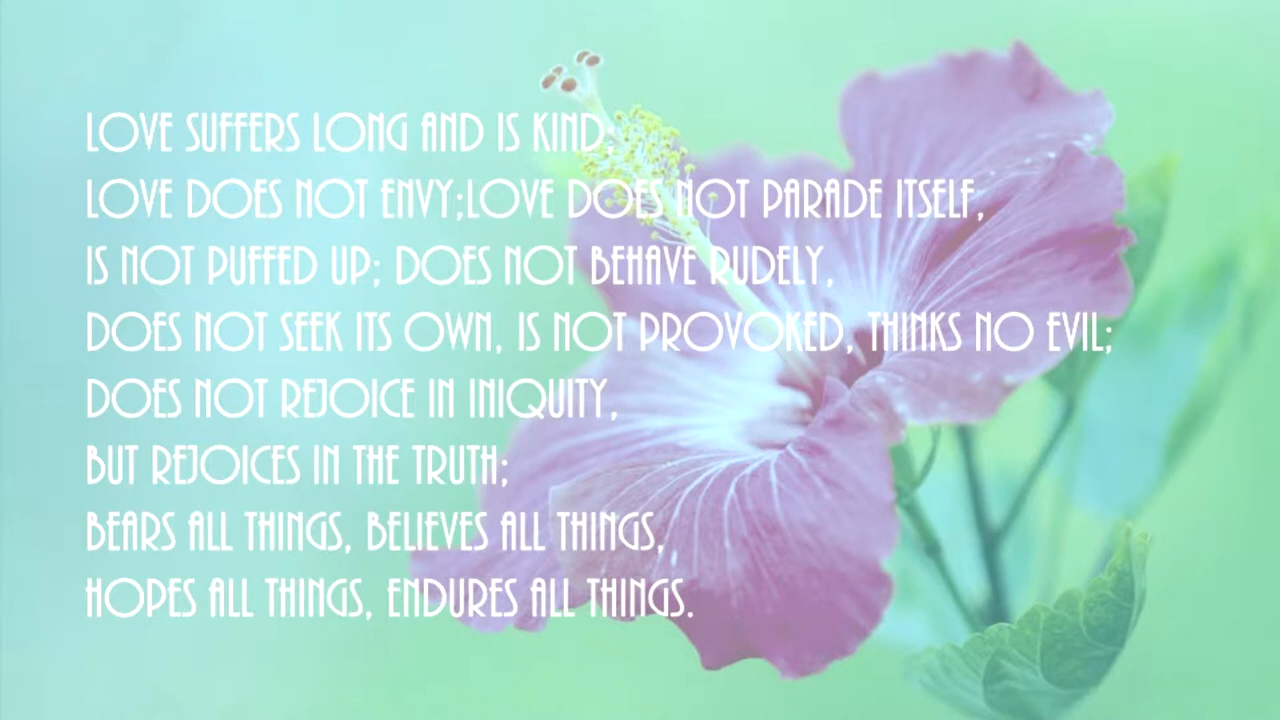 LOVE SUFFERS LONG AND IS KIND;
LOVE DOES NOT ENVY;LOVE DOES NOT PARADE ITSELF,
IS NOT PUFFED UP; DOES NOT BEHAVE RUDELY,
DOES NOT SEEK ITS OWN, IS NOT PROVOKED, THINKS NO EVIL;
DOES NOT REJOICE IN INIQUITY,
BUT REJOICES IN THE TRUTH;
BEARS ALL THINGS, BELIEVES ALL THINGS,
HOPES ALL THINGS, ENDURES ALL THINGS.